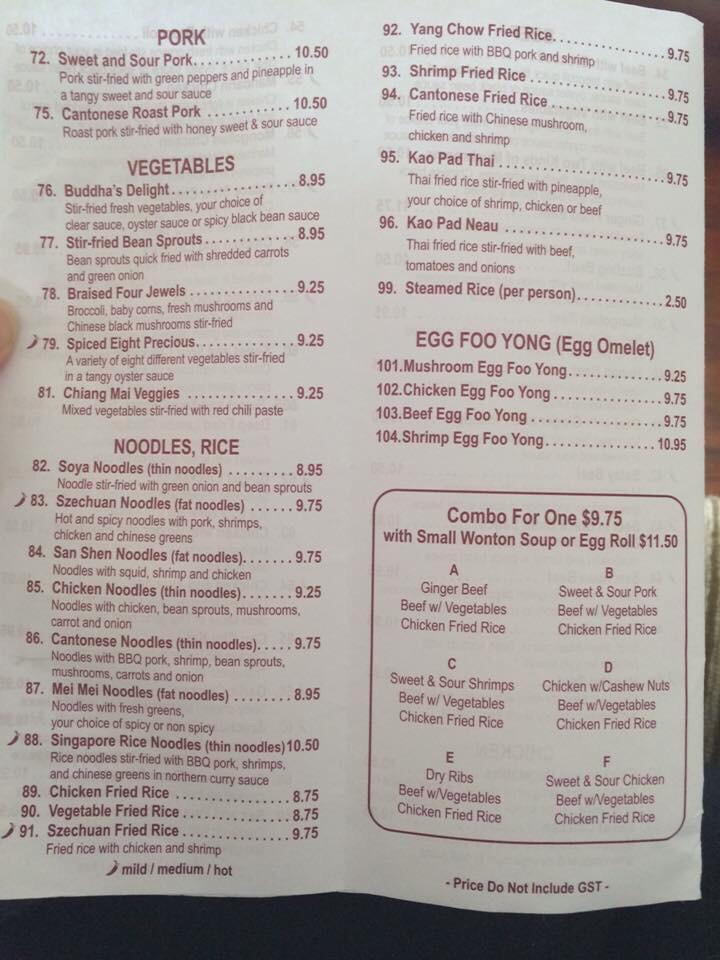 PORK
72. Sweet and Sour Pork................10.50
Pork stir-fried with green peppers and pineapple in
a tangy sweet and sour sauce
75. Cantonese Roast Pork ..............10.50
Roast pork stir-fried with honey sweet & sour sauce
VEGETABLES
76. Buddha's Delight...................8.95
Stir-fried fresh vegetables, your choice of
clear sauce, oyster sauce or spicy black bean sauce
77. Stir-fried Bean Sprouts..............8.95
Bean sprouts quick fried with shredded carrots
and green onion
78. Braised Four Jewels ................9.25
Broccoli, baby corns, fresh mushrooms and
Chinese black mushrooms stir-fried
79. Spiced Eight Precious...............9.25
A variety of eight different vegetables stir-fried
in a tangy oyster sauce
81. Chiang Mai Veggies ...............9.25
Mixed vegetables stir-fried with red chili paste
NOODLES, RICE
82. Soya Noodles (thin noodles) .........8.95
Noodle stir-fried with green onion and bean sprouts
83. Szechuan Noodles (fat noodles) .......9.75
Hot and spicy noodles with pork, shrimps,
chicken and chinese greens
84. San Shen Noodles (fat noodles).......9.75
Noodles with squid, shrimp and chicken
85. Chicken Noodles (thin noodles).......9.25
Noodles with chicken, bean sprouts, mushrooms,
carrot and onion
86. Cantonese Noodles (thin noodles).....9.75
Noodles with BBQ pork, shrimp, bean sprouts,
mushrooms, carrots and onion
87. Mei Mei Noodles (fat noodles) ........8.95
Noodles with fresh greens,
your choice of spicy or non spicy
88. Singapore Rice Noodles (thin noodles)10.50
Rice noodles stir-fried with BBQ pork, shrimps,
and chinese greens in northern curry sauce
89. Chicken Fried Rice .................8.75
90. Vegetable Fried Rice ................8.75
91. Szechuan Fried Rice ................9.75
Fried rice with chicken and shrimp
mild / medium / hot
92. Yang Chow Fried Rice...............9.75
Fried rice with BBQ pork and shrimp
93. Shrimp Fried Rice ..................9.75
94. Cantonese Fried Rice ...............9.75
Fried rice with Chinese mushroom,
chicken and shrimp
95. Kao Pad Thai ......................9.75
Thai fried rice stir-fried with pineapple,
your choice of shrimp, chicken or beef
96. Kao Pad Neau .....................9.75
Thai fried rice stir-fried with beef,
tomatoes and onions
99. Steamed Rice (per person)............2.50
EGG FOO YONG (Egg Omelet)
101.Mushroom Egg Foo Yong............9.25
102.Chicken Egg Foo Yong..............9.75
103.Beef Egg Foo Yong .................9.75
104.Shrimp Egg Foo Yong..............10.95
Combo For One $9.75
with Small Wonton Soup or Egg Roll $11.50
A
Ginger Beef
Beef w/ Vegetables
Chicken Fried Rice
B
Sweet & Sour Pork
Beef w/ Vegetables
Chicken Fried Rice
C
Sweet & Sour Shrimps
Beef w/ Vegetables
Chicken Fried Rice
D
Chicken w/Cashew Nuts
Beef w/Vegetables
Chicken Fried Rice
E
Dry Ribs
Beef w/Vegetables
Chicken Fried Rice
F
Sweet & Sour Chicken
Beef w/Vegetables
Chicken Fried Rice
- Price Do Not Include GST -